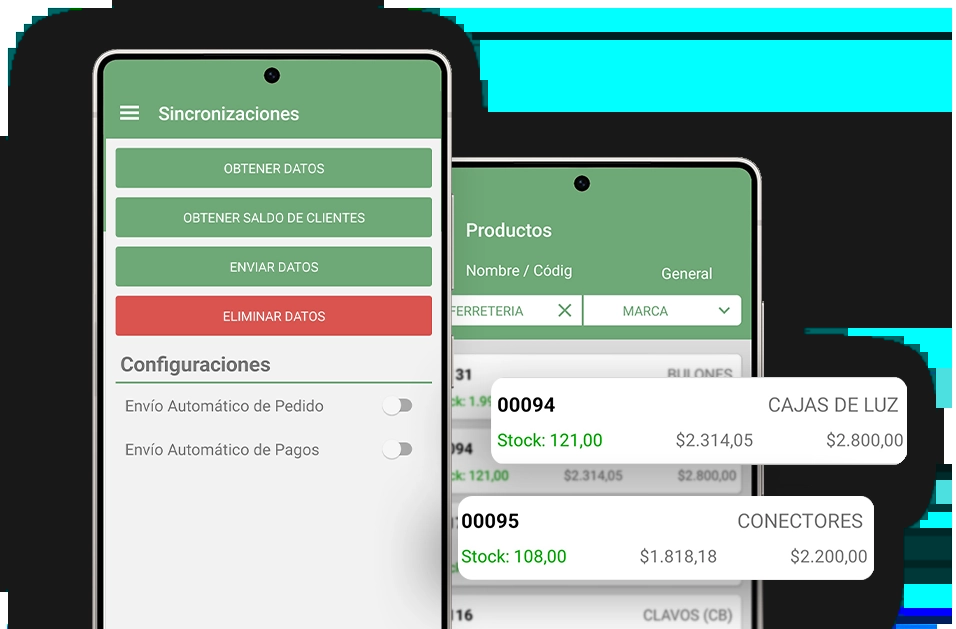 Sincronizaciones
OBTENER DATOS
OBTENER SALDO DE CLIENTES
ENVIAR DATOS
ELIMINAR DATOS
Configuraciones
Envío Automático de Pedido
Envío Automático de Pagos
Productos
Nombre / Códig General
FERRETERIA MARCA
31 BULONES
ck: 1.99
00094 CAJAS DE LUZ
Stock: 121,00 $2.314,05 $2.800,00
094
ck: 121,00 $2.314,05 $2.800,00
00095 CONECTORES
Stock: 108,00 $1.818,18 $2.200,00
116 CLAVOS (CB)